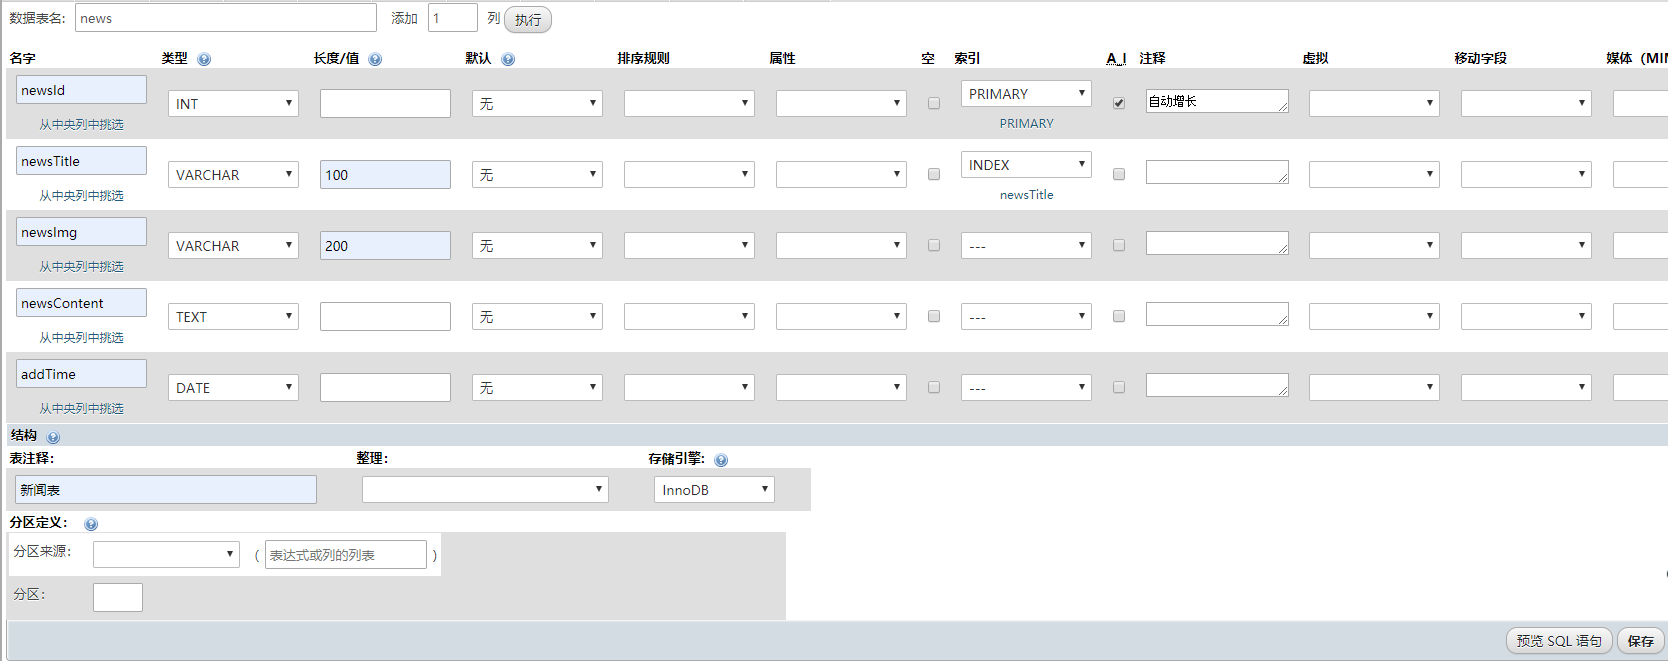 数据表名: news 添加 1 列 执行
名字 类型 长度/值 默认 排序规则 属性 空 索引 A_I 注释 虚拟 移动字段 媒体（MIM
newsId INT 无 PRIMARY 自动增长
从中央列中挑选 PRIMARY
newsTitle VARCHAR 100 无 INDEX
从中央列中挑选 newsTitle
newsImg VARCHAR 200 无 ---
从中央列中挑选
newsContent TEXT 无 ---
从中央列中挑选
addTime DATE 无 ---
从中央列中挑选
结构
表注释： 整理： 存储引擎:
新闻表 InnoDB
分区定义：
分区来源： ( 表达式或列的列表 )
分区：
预览 SQL 语句 保存